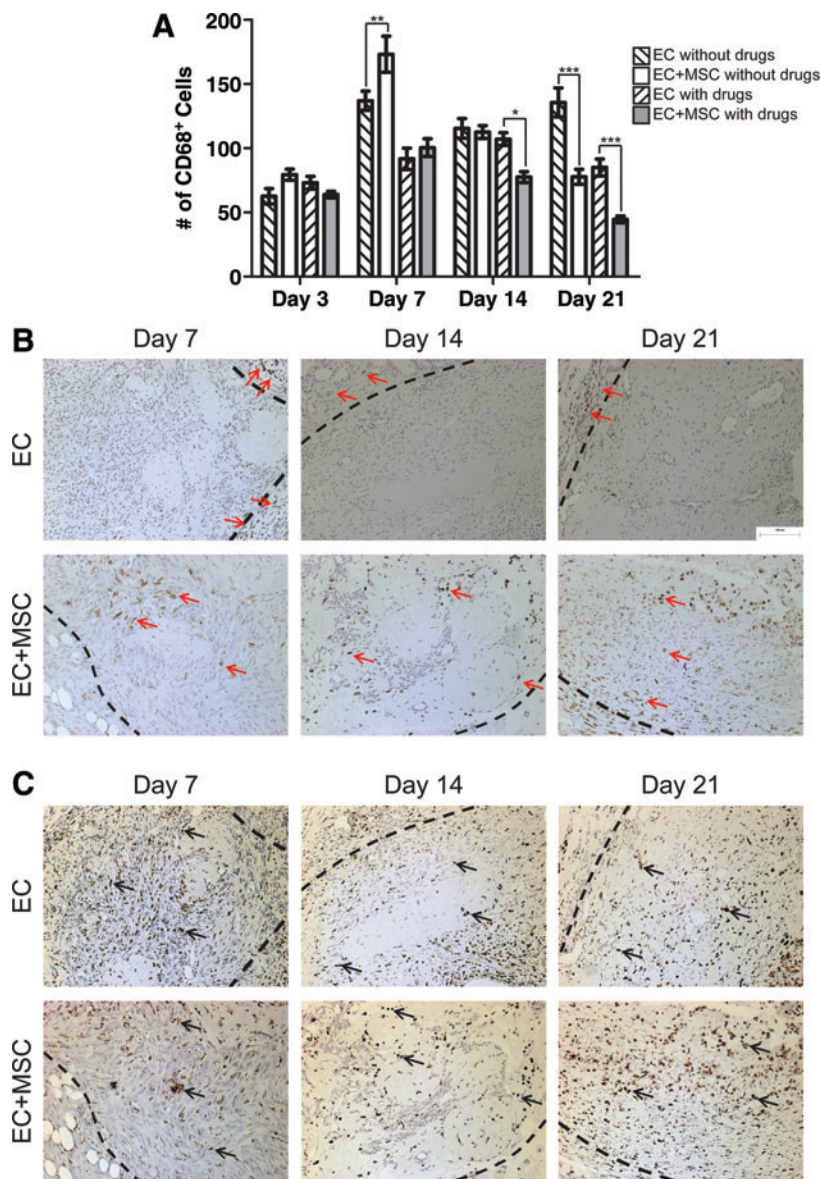 A
# of CD68+ Cells
200
150
100
50
0
** 
*
***
***
Day 3
Day 7
Day 14
Day 21
EC without drugs
EC+MSC without drugs
EC with drugs
EC+MSC with drugs
B
Day 7
Day 14
Day 21
EC
EC+MSC
C
Day 7
Day 14
Day 21
EC
EC+MSC